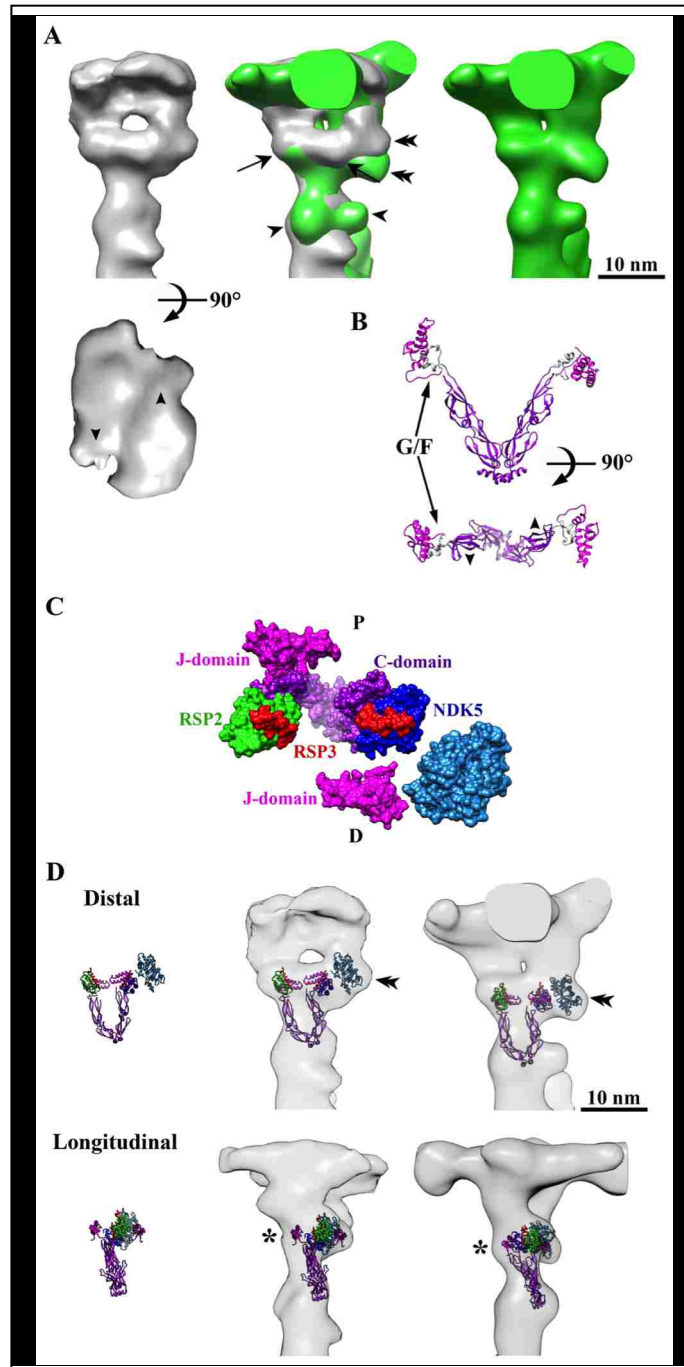 A
10 nm
90°
B
G/F
90°
C
P
J-domain
C-domain
RSP2
NDK5
RSP3
J-domain
D
D
Distal
10 nm
Longitudinal
*
*